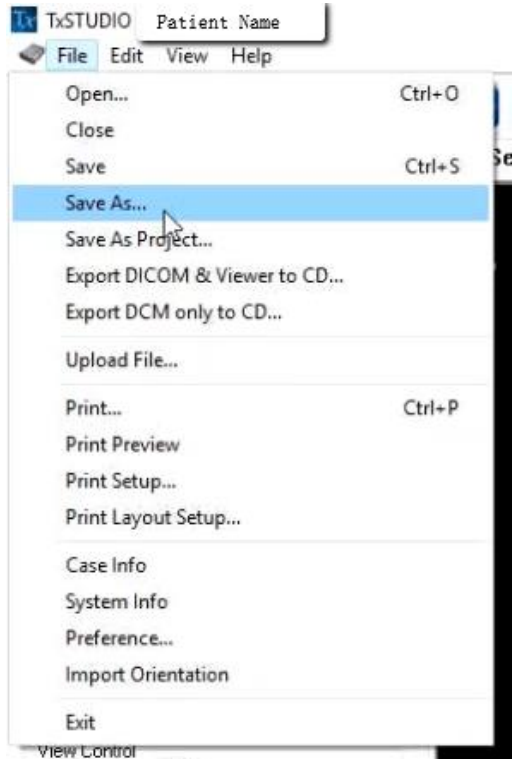 Tx TxSTUDIO Patient Name
File Edit View Help
Open... Ctrl+O
Close
Save Ctrl+S
Save As...
Save As Project...
Export DICOM & Viewer to CD...
Export DCM only to CD...
Upload File...
Print... Ctrl+P
Print Preview
Print Setup...
Print Layout Setup...
Case Info
System Info
Preference...
Import Orientation
Exit
View Control